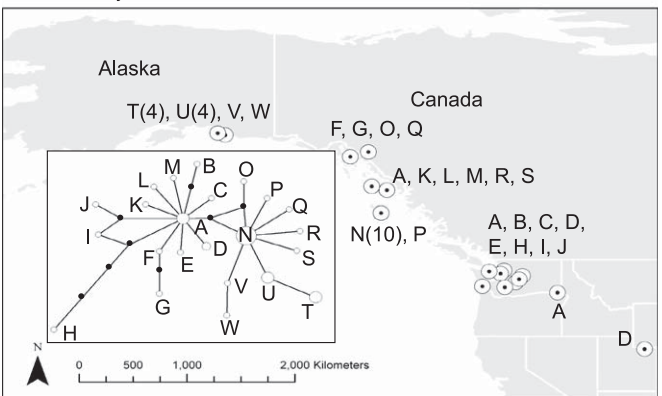 Alaska
Canada
T(4), U(4), V, W
F, G, O, Q
A, K, L, M, R, S
N(10), P
A, B, C, D,
E, H, I, J
A
D
M
B
O
L
C
P
K
J
A
N
Q
I
R
D
F
E
S
V
U
G
T
W
H
N
0 500 1,000 2,000 Kilometers